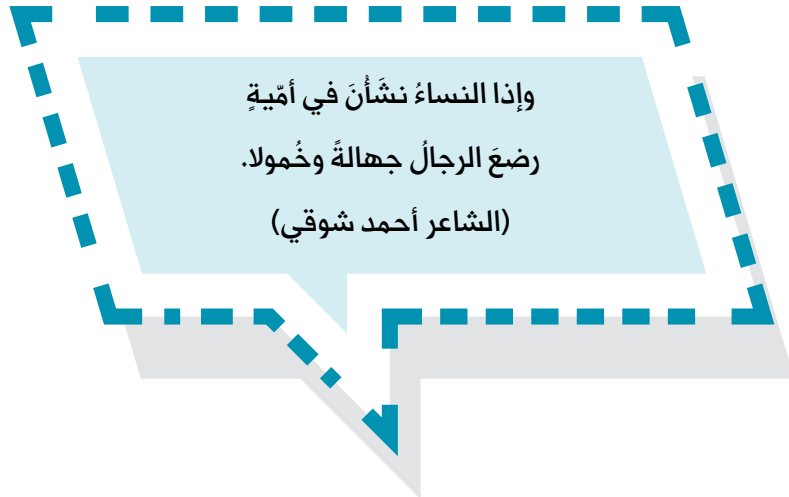 وإذا النساءُ نشَأْنَ في أمّيةٍ
رضعَ الرجالُ جهالةً وخُمولا.
(الشاعر أحمد شوقي)